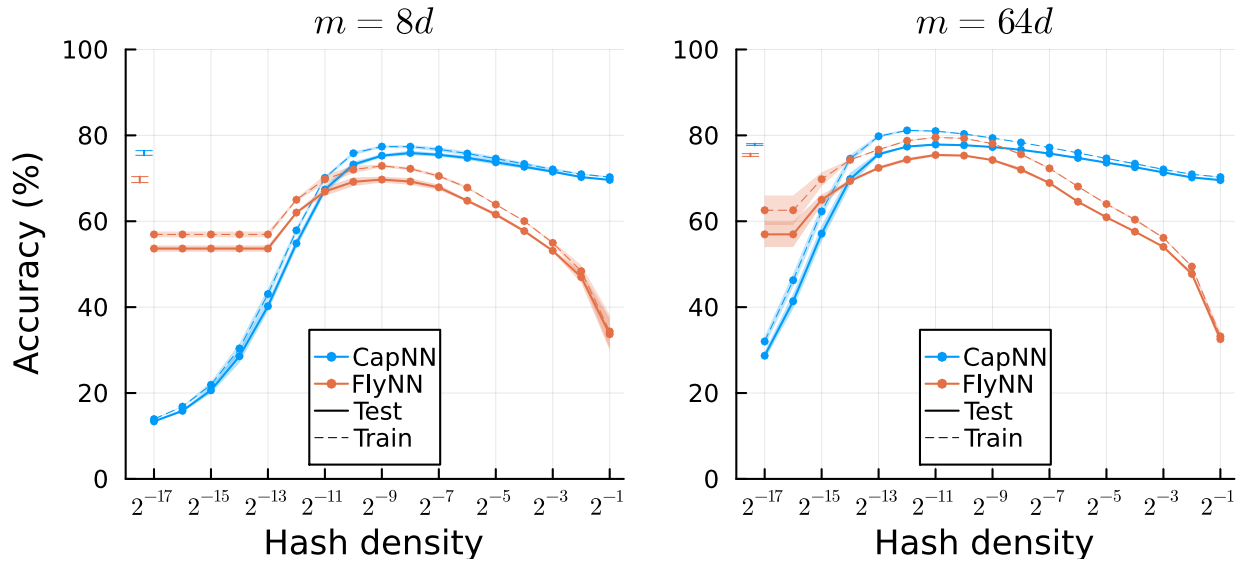 m = 8d
Accuracy (%)
100
80
60
40
20
0
CapNN
FlyNN
Test
Train
2⁻¹⁷ 2⁻¹⁵ 2⁻¹³ 2⁻¹¹ 2⁻⁹ 2⁻⁷ 2⁻⁵ 2⁻³ 2⁻¹
Hash density
m = 64d
100
80
60
40
20
0
CapNN
FlyNN
Test
Train
2⁻¹⁷ 2⁻¹⁵ 2⁻¹³ 2⁻¹¹ 2⁻⁹ 2⁻⁷ 2⁻⁵ 2⁻³ 2⁻¹
Hash density